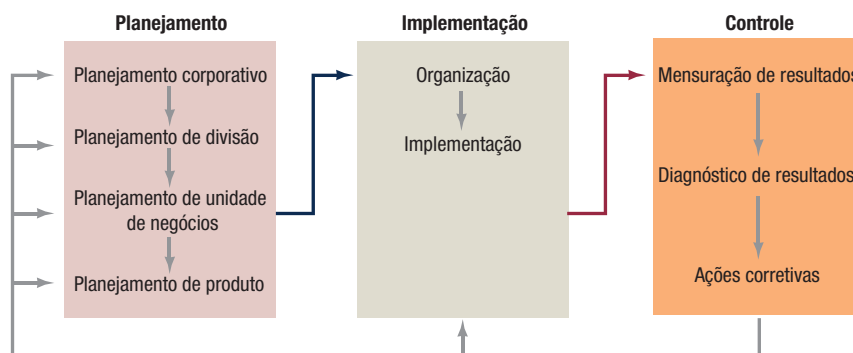 Planejamento
Planejamento corporativo
Planejamento de divisão
Planejamento de unidade
de negócios
Planejamento de produto
Implementação
Organização
Implementação
Controle
Mensuração de resultados
Diagnóstico de resultados
Ações corretivas